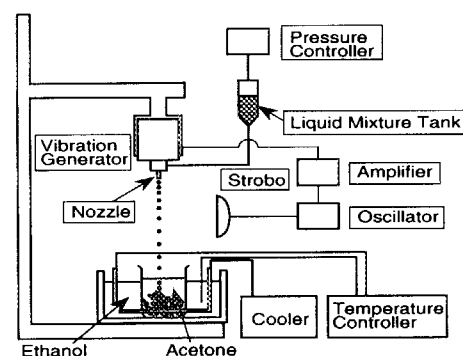 Pressure
Controller
Liquid Mixture Tank
Vibration
Generator
Strobo
Amplifier
Nozzle
Oscillator
Cooler
Temperature
Controller
Ethanol
Acetone